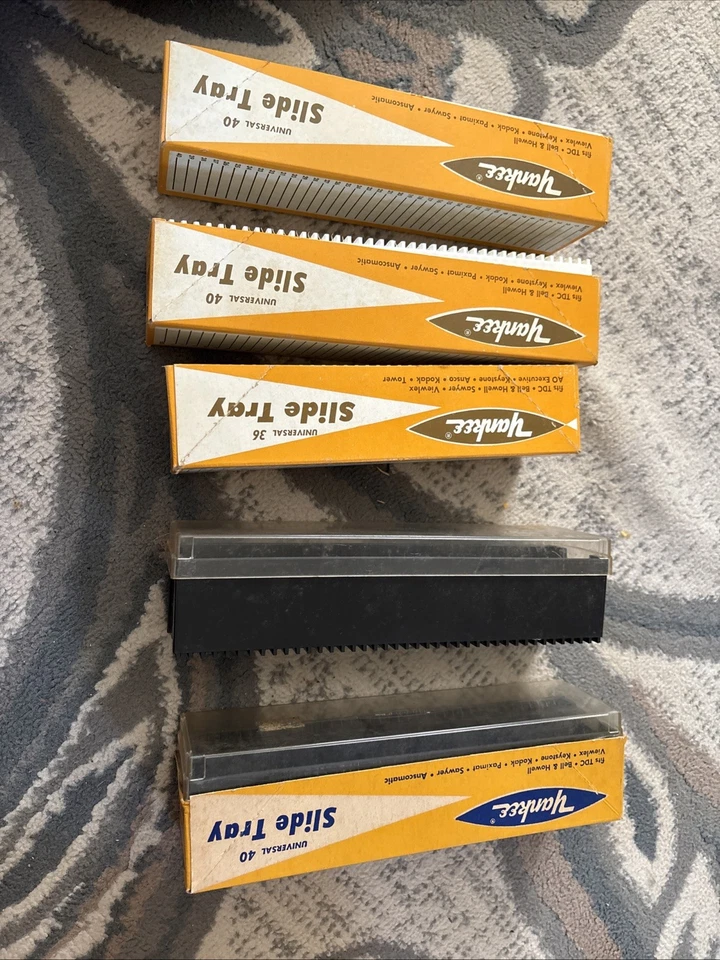 Yankee®
fits TDC • Bell & Howell
Viewlex • Keystone • Kodak • Paximat • Sawyer • Anscomatic
UNIVERSAL 40
Slide Tray
Yankee®
fits TDC • Bell & Howell
Viewlex • Keystone • Kodak • Paximat • Sawyer • Anscomatic
UNIVERSAL 40
Slide Tray
Yankee®
fits TDC • Bell & Howell • Sawyer • Viewlex
AO Executive • Keystone • Ansco • Kodak • Tower
UNIVERSAL 36
Slide Tray
Yankee®
fits TDC • Bell & Howell
Viewlex • Keystone • Kodak • Paximat • Sawyer • Anscomatic
UNIVERSAL 40
Slide Tray